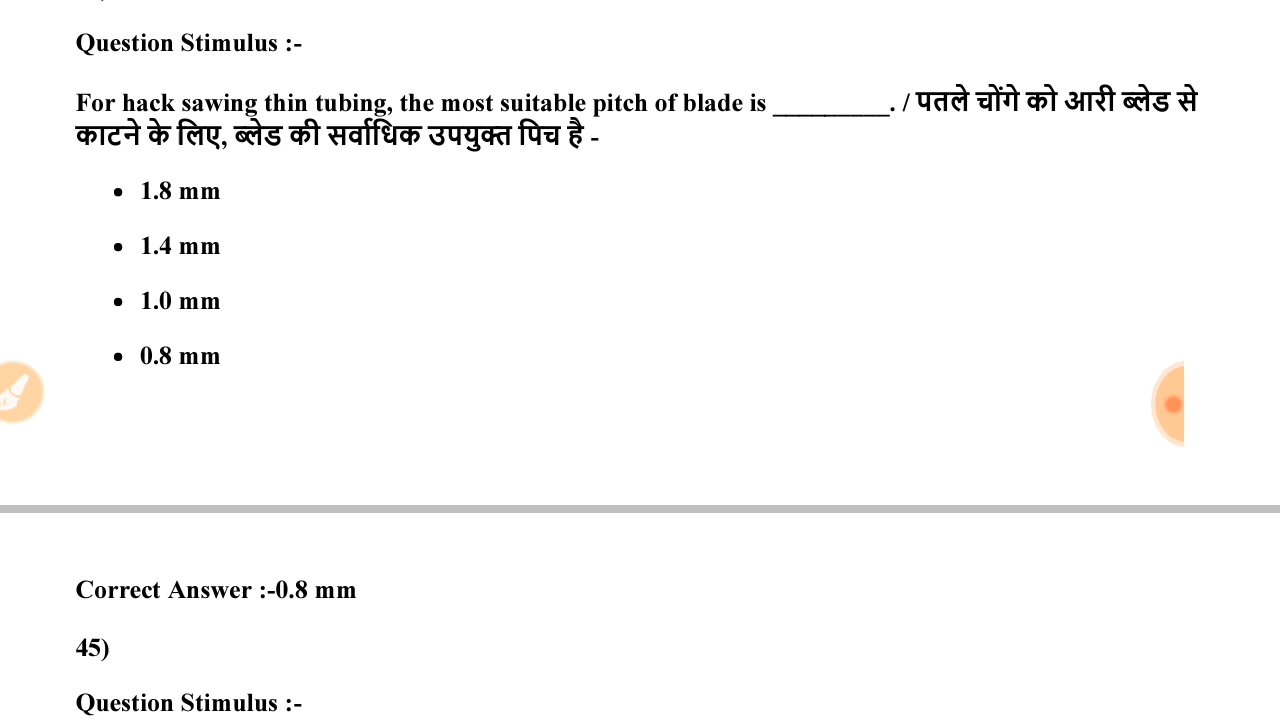 Question Stimulus :-
For hack sawing thin tubing, the most suitable pitch of blade is _________. / पतले चोंगे को आरी ब्लेड से
काटने के लिए, ब्लेड की सर्वाधिक उपयुक्त पिच है -
• 1.8 mm
• 1.4 mm
• 1.0 mm
• 0.8 mm
Correct Answer :-0.8 mm
45)
Question Stimulus :-